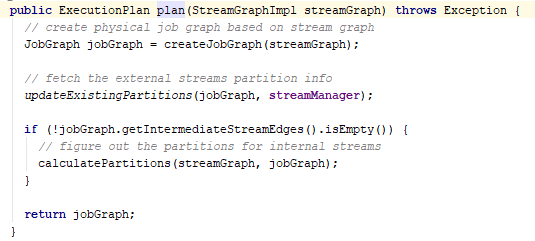 public ExecutionPlan plan(StreamGraphImpl streamGraph) throws Exception {
// create physical job graph based on stream graph
JobGraph jobGraph = createJobGraph(streamGraph);
// fetch the external streams partition info
updateExistingPartitions(jobGraph, streamManager);
if (!jobGraph.getIntermediateStreamEdges().isEmpty()) {
// figure out the partitions for internal streams
calculatePartitions(streamGraph, jobGraph);
}
return jobGraph;
}